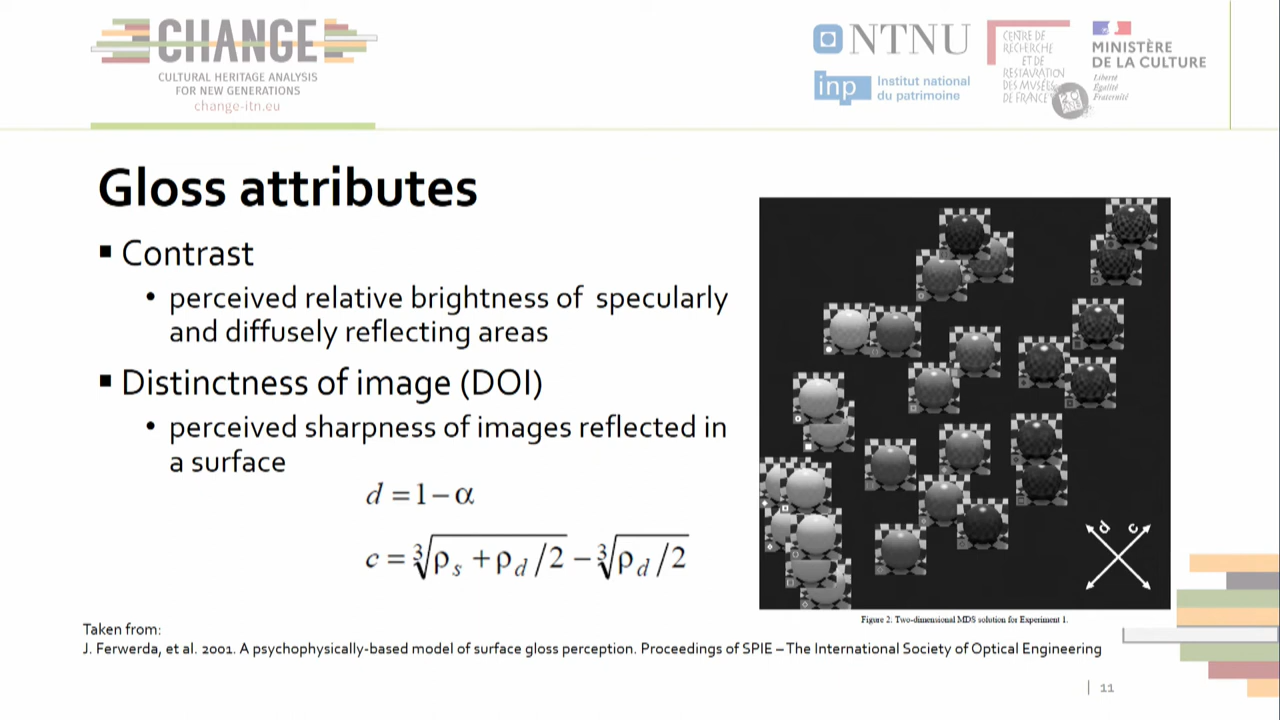 CHANGE
CULTURAL HERITAGE ANALYSIS
FOR NEW GENERATIONS
change-itn.eu
NTNU
inp Institut national
du patrimoine
CENTRE DE
RECHERCHE
ET DE
RESTAURATION
DES MUSÉES
DE FRANCE
MINISTÈRE
DE LA CULTURE
Liberté
Égalité
Fraternité
Gloss attributes
▪ Contrast
• perceived relative brightness of specularly
and diffusely reflecting areas
▪ Distinctness of image (DOI)
• perceived sharpness of images reflected in
a surface
d = 1 − α
c = ∛ρs + ρd / 2 − ∛ρd / 2
d c
Figure 2: Two-dimensional MDS solution for Experiment 1.
Taken from:
J. Ferwerda, et al. 2001. A psychophysically-based model of surface gloss perception. Proceedings of SPIE – The International Society of Optical Engineering
11